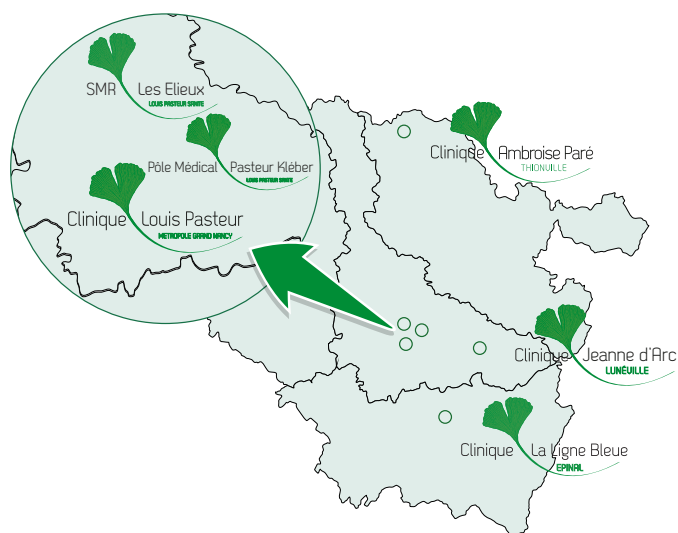 SMR Les Elieux
LOUIS PASTEUR SANTE
Pôle Médical Pasteur Kléber
LOUIS PASTEUR SANTE
Clinique Louis Pasteur
METROPOLE GRAND NANCY
Clinique Ambroise Paré
THIONVILLE
Clinique Jeanne d'Arc
LUNÉVILLE
Clinique La Ligne Bleue
EPINAL